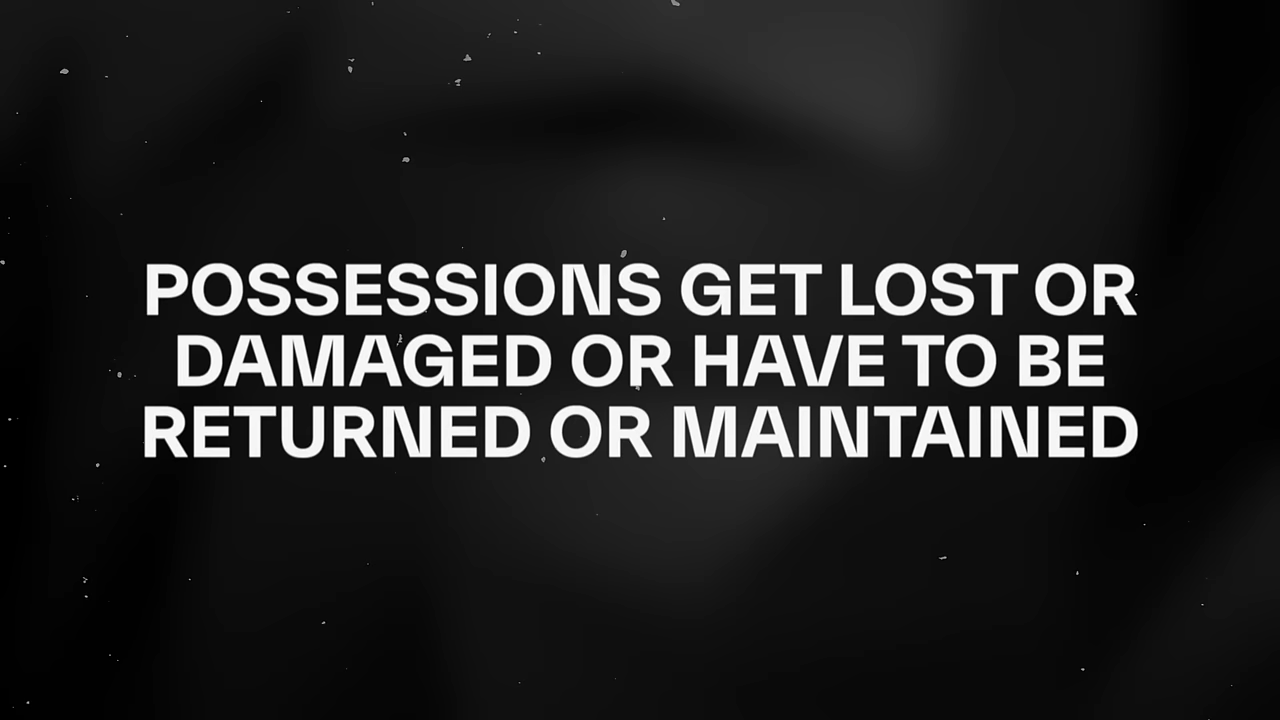 POSSESSIONS GET LOST OR
DAMAGED OR HAVE TO BE
RETURNED OR MAINTAINED